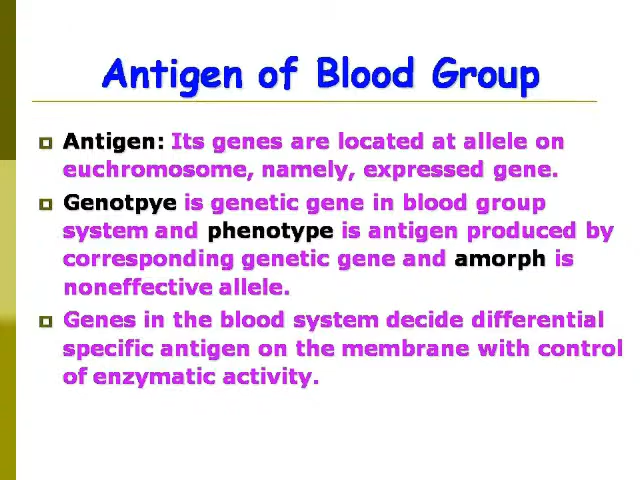 Antigen of Blood Group
Antigen: Its genes are located at allele on
euchromosome, namely, expressed gene.
Genotpye is genetic gene in blood group
system and phenotype is antigen produced by
corresponding genetic gene and amorph is
noneffective allele.
Genes in the blood system decide differential
specific antigen on the membrane with control
of enzymatic activity.